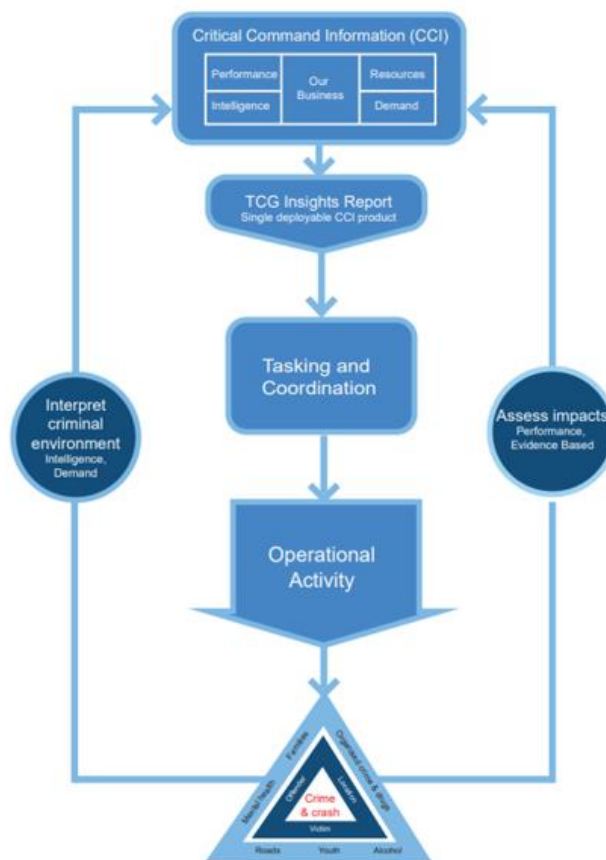 Critical Command Information (CCI)
Performance
Our
Business
Resources
Intelligence
Demand
TCG Insights Report
Single deployable CCI product
Tasking and
Coordination
Interpret
criminal
environment
Intelligence,
Demand
Assess impacts
Performance,
Evidence Based
Operational
Activity
Mental health
Families
Organised crime & drugs
Offender
Location
Crime
& crash
Victim
Roads
Youth
Alcohol